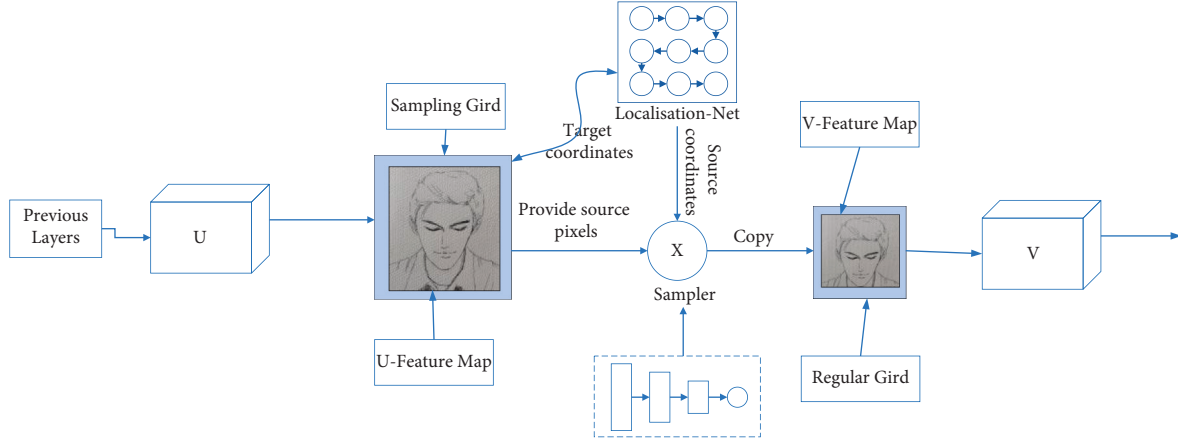 Localisation-Net
Sampling Gird
Target
coordinates
Source
coordinates
V-Feature Map
Previous
Layers
U
Provide source
pixels
X
Copy
V
Sampler
U-Feature Map
Regular Gird